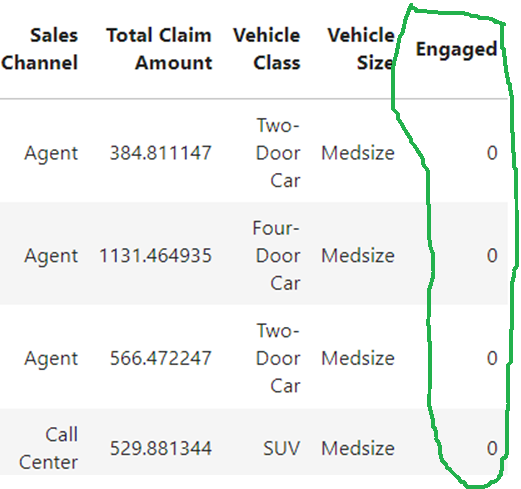 Sales Channel Total Claim Amount Vehicle Class Vehicle Size Engaged
Agent 384.811147 Two-Door Car Medsize 0
Agent 1131.464935 Four-Door Car Medsize 0
Agent 566.472247 Two-Door Car Medsize 0
Call Center 529.881344 SUV Medsize 0